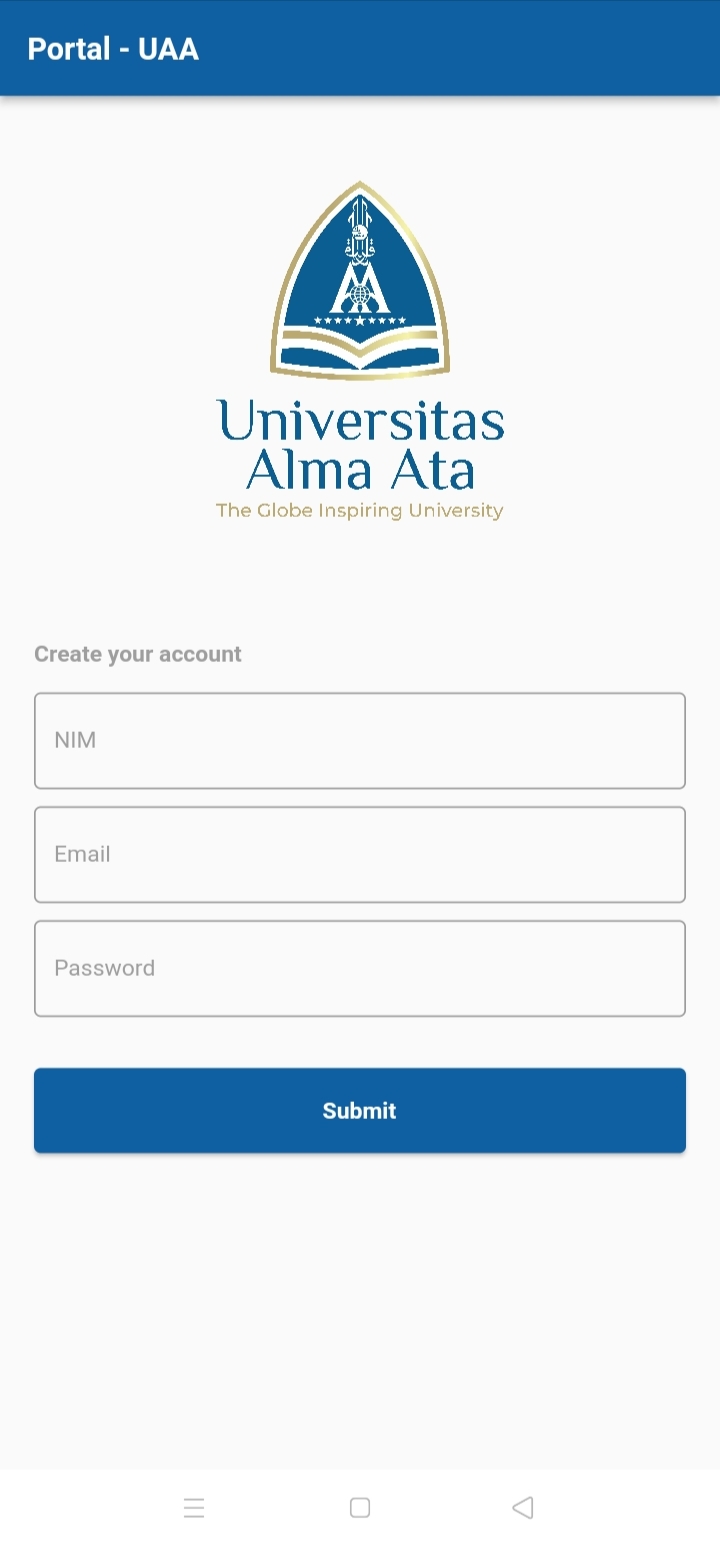 Portal - UAA
Universitas
Alma Ata
The Globe Inspiring University
Create your account
NIM
Email
Password
Submit